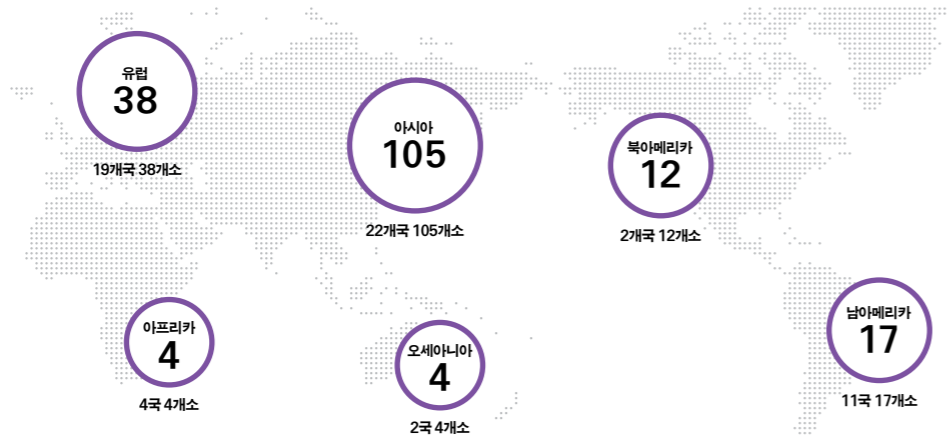 유럽
38
19개국 38개소
아시아
105
22개국 105개소
북아메리카
12
2개국 12개소
아프리카
4
4국 4개소
오세아니아
4
2국 4개소
남아메리카
17
11국 17개소